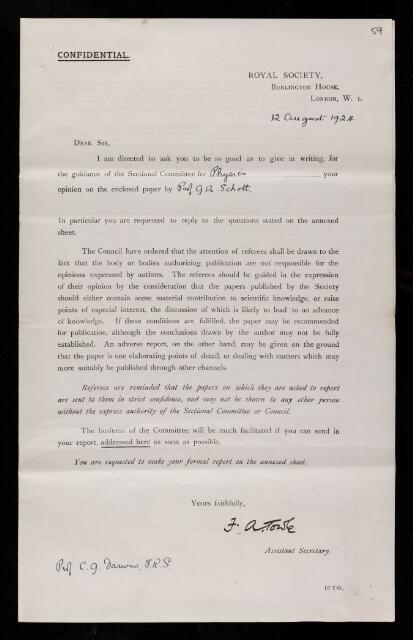 59
CONFIDENTIAL.
ROYAL SOCIETY,
BURLINGTON HOUSE,
LONDON, W. 1.
12 August 1924
DEAR SIR,
I am directed to ask you to be so good as to give in writing, for
the guidance of the Sectional Committee for Physics your
opinion on the enclosed paper by Prof G A Schott.
In particular you are requested to reply to the questions stated on the annexed
sheet.
The Council have ordered that the attention of referees shall be drawn to the
fact that the body or bodies authorizing publication are not responsible for the
opinions expressed by authors. The referees should be guided in the expression
of their opinion by the consideration that the papers published by the Society
should either contain some material contribution to scientific knowledge, or raise
points of especial interest, the discussion of which is likely to lead to an advance
of knowledge. If these conditions are fulfilled, the paper may be recommended
for publication, although the conclusions drawn by the author may not be fully
established. An adverse report, on the other hand, may be given on the ground
that the paper is one elaborating points of detail, or dealing with matters which may
more suitably be published through other channels.
Referees are reminded that the papers on which they are asked to report
are sent to them in strict confidence, and may not be shown to any other person
without the express authority of the Sectional Committee or Council.
The business of the Committee will be much facilitated if you can send in
your report, addressed here as soon as possible.
You are requested to make your formal report on the annexed sheet.
Yours faithfully,
F. A. Towle
Assistant Secretary.
Prof C. G. Darwin, F.R.S.
[P.T.O.